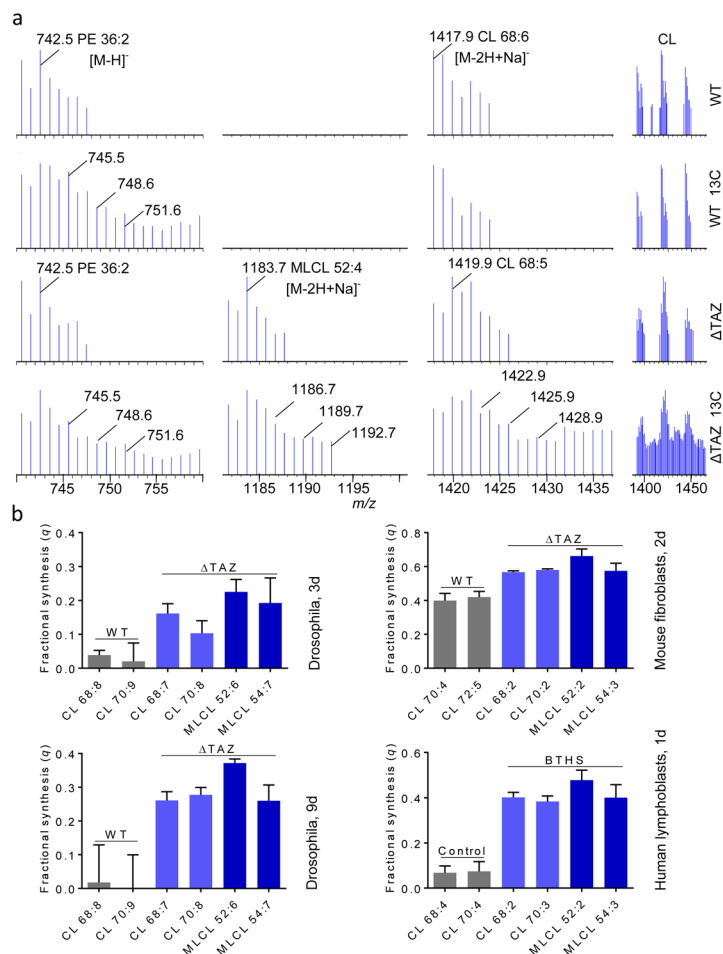 a
742.5 PE 36:2
[M-H]-
1417.9 CL 68:6
[M-2H+Na]-
CL
WT
745.5
748.6
751.6
WT 13C
742.5 PE 36:2
1183.7 MLCL 52:4
[M-2H+Na]-
1419.9 CL 68:5
ΔTAZ
745.5
748.6
751.6
1186.7
1189.7
1192.7
1422.9
1425.9
1428.9
ΔTAZ 13C
745 750 755
1185 1190 1195
1420 1425 1430 1435
1400 1450
m/z
b
Fractional synthesis (q)
0.4
0.3
0.2
0.1
0.0
WT
ΔTAZ
CL 68:8
CL 70:9
CL 68:7
CL 70:8
MLCL 52:6
MLCL 54:7
Drosophila, 3d
Fractional synthesis (q)
0.8
0.6
0.4
0.2
0.0
WT
ΔTAZ
CL 70:4
CL 72:5
CL 68:2
CL 70:2
MLCL 52:2
MLCL 54:3
Mouse fibroblasts, 2d
Fractional synthesis (q)
0.4
0.3
0.2
0.1
0.0
WT
ΔTAZ
CL 68:8
CL 70:9
CL 68:7
CL 70:8
MLCL 52:6
MLCL 54:7
Drosophila, 9d
Fractional synthesis (q)
0.6
0.4
0.2
0.0
Control
BTHS
CL 68:4
CL 70:4
CL 68:2
CL 70:3
MLCL 52:2
MLCL 54:3
Human lymphoblasts, 1d